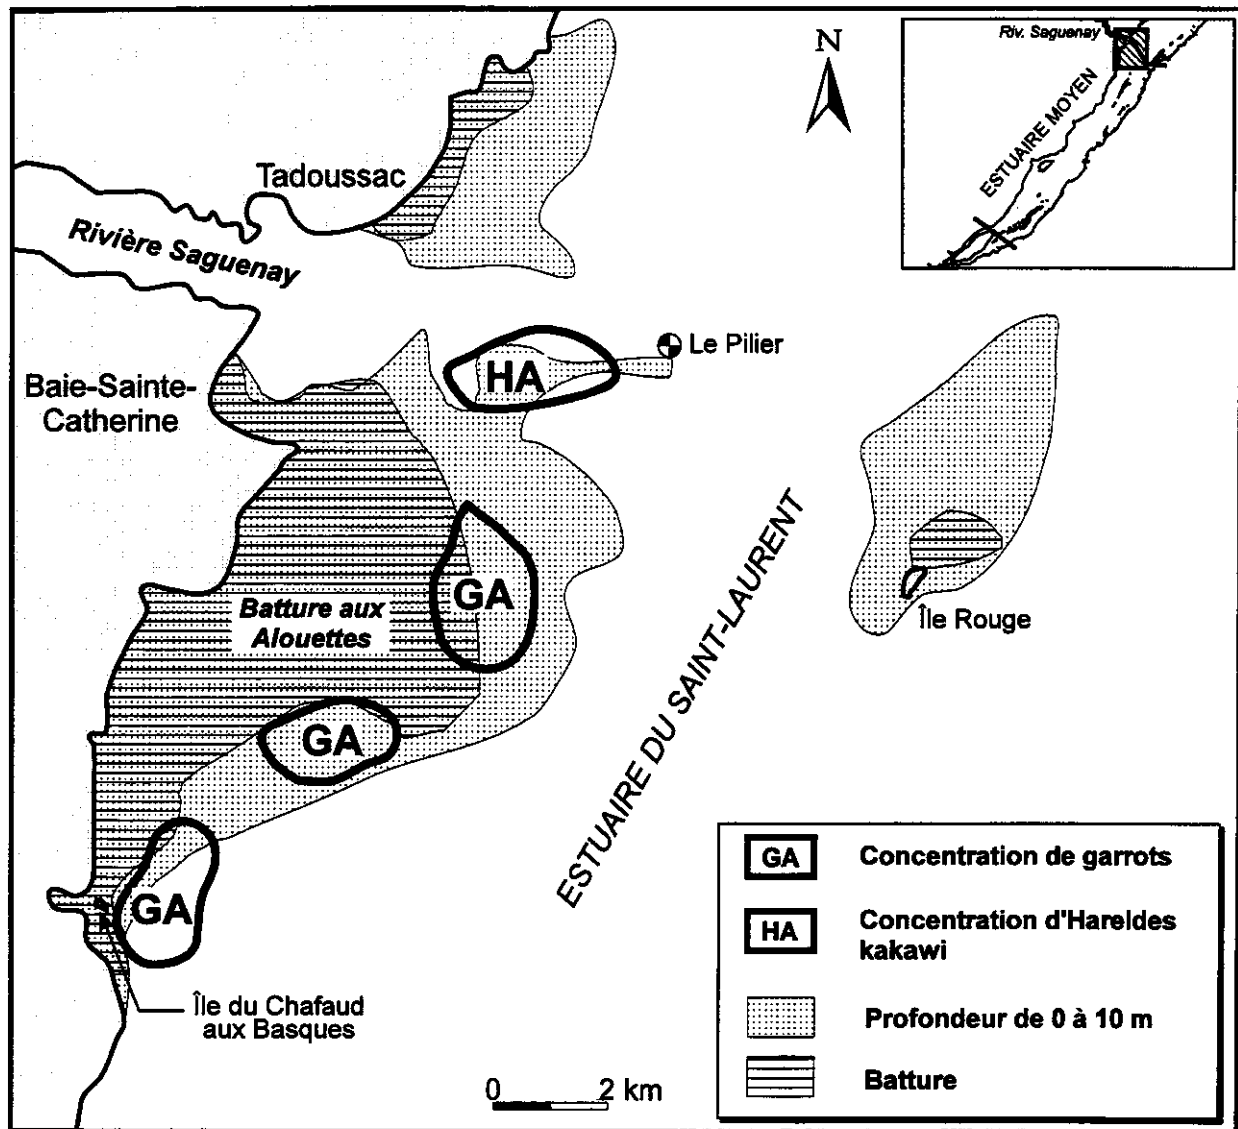 N
Riv. Saguenay
ESTUAIRE MOYEN
Tadoussac
Rivière Saguenay
Le Pilier
HA
Baie-Sainte-
Catherine
GA
Batture aux
Alouettes
ESTUAIRE DU SAINT-LAURENT
Île Rouge
GA
GA
Île du Chafaud
aux Basques
0 2 km
GA Concentration de garrots
HA Concentration d'Hareldes
kakawi
Profondeur de 0 à 10 m
Batture